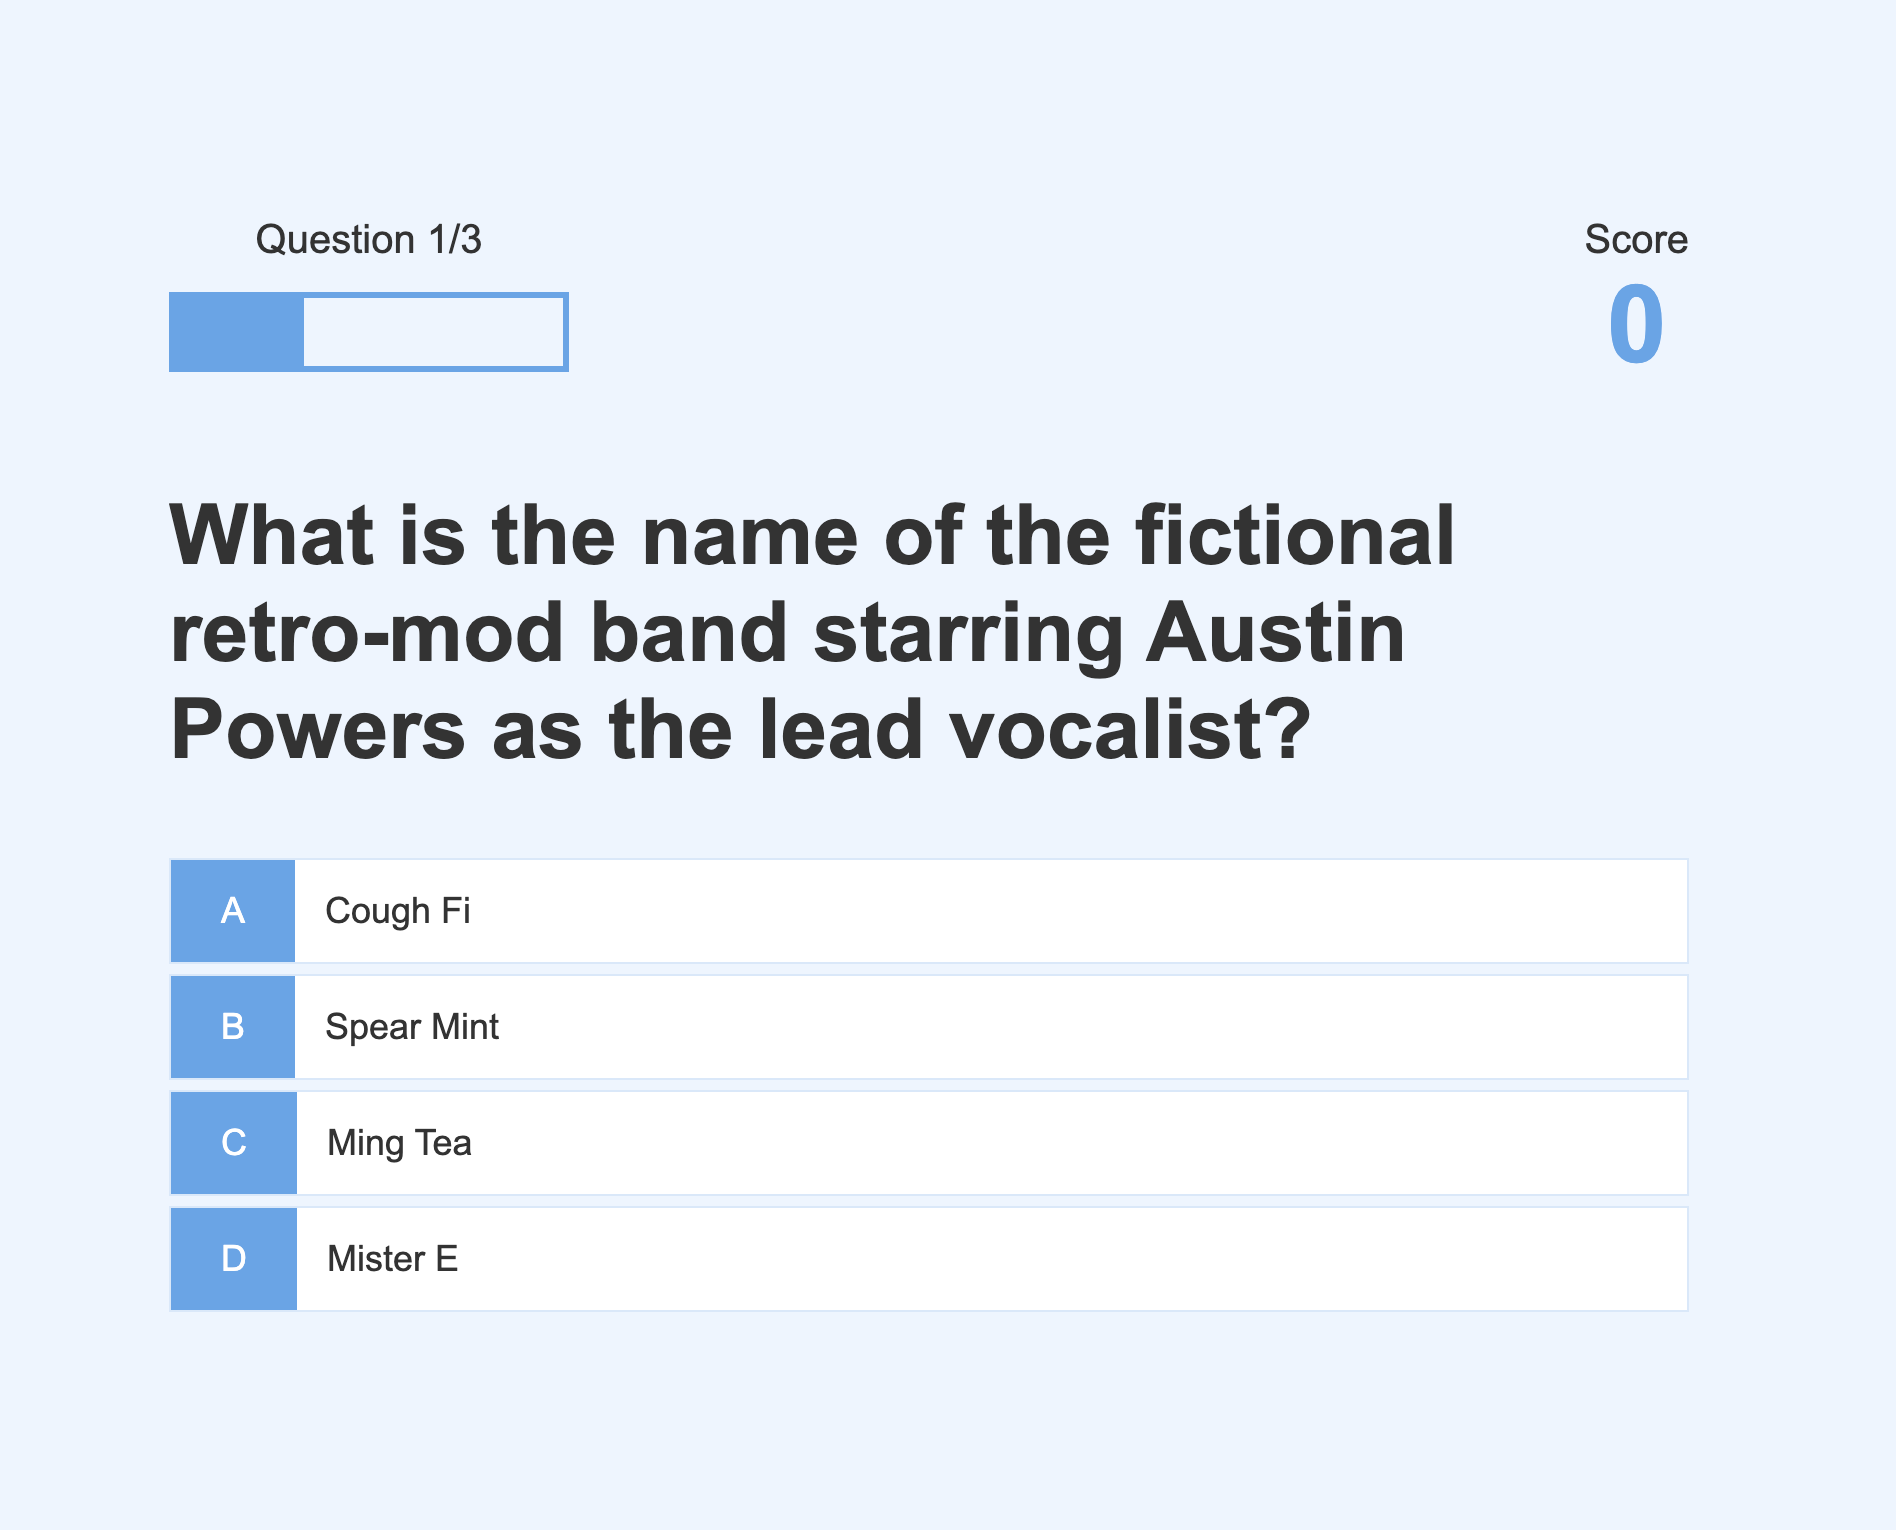 Question 1/3
Score
0
What is the name of the fictional
retro-mod band starring Austin
Powers as the lead vocalist?
A Cough Fi
B Spear Mint
C Ming Tea
D Mister E